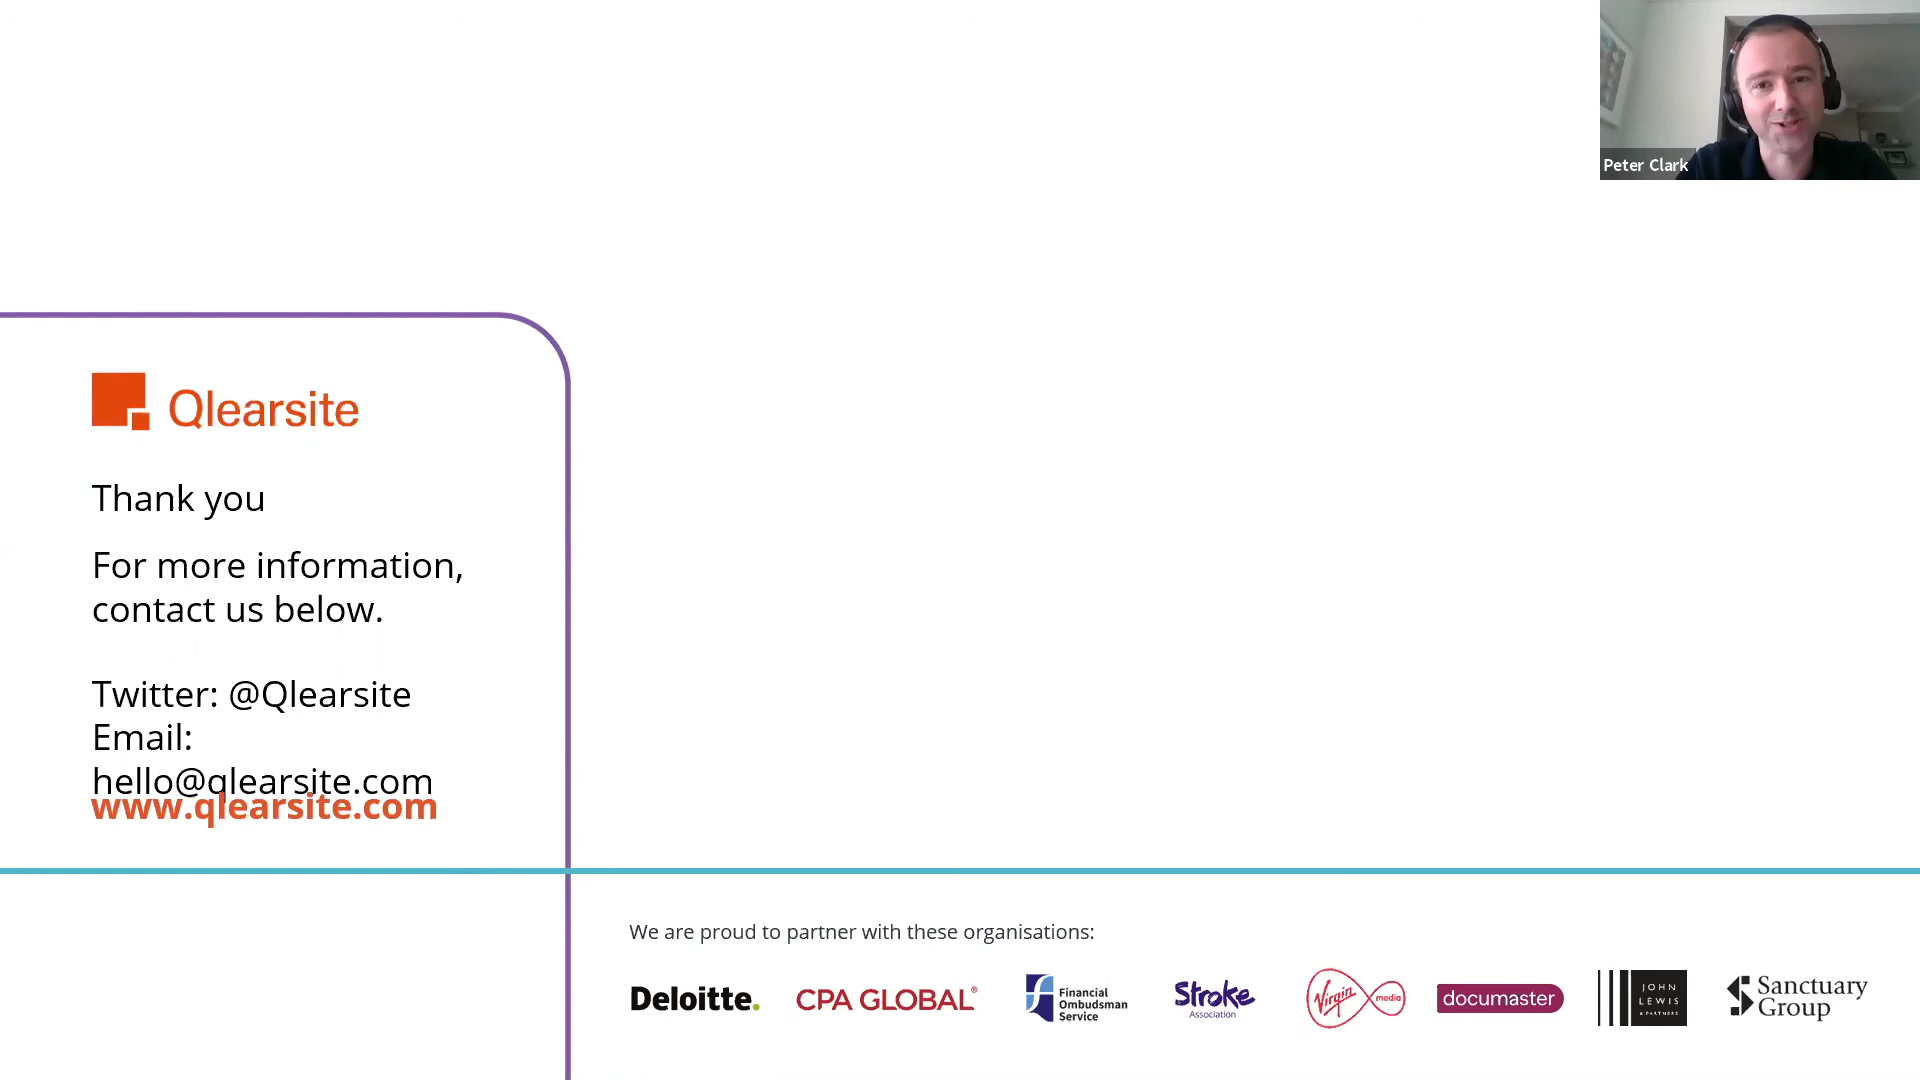 Peter Clark
Qlearsite
Thank you
For more information,
contact us below.
Twitter: @Qlearsite
Email:
hello@qlearsite.com
www.qlearsite.com
We are proud to partner with these organisations:
Deloitte.
CPA GLOBAL®
Financial
Ombudsman
Service
Stroke
Association
Virgin media
documaster
JOHN
LEWIS
& PARTNERS
Sanctuary
Group